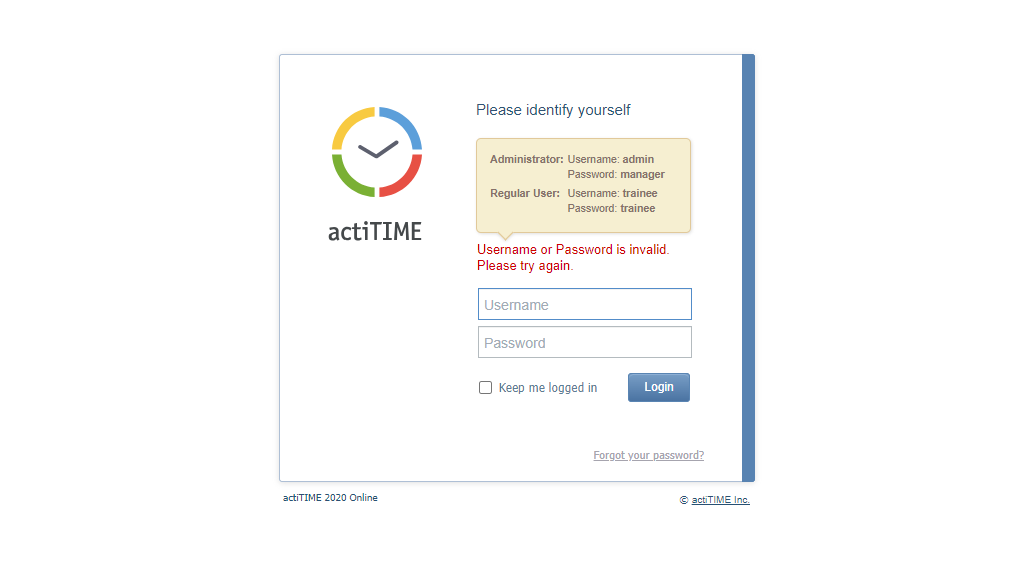 actiTIME
Please identify yourself
Administrator: Username: admin
Password: manager
Regular User: Username: trainee
Password: trainee
Username or Password is invalid.
Please try again.
Username
Password
Keep me logged in
Login
Forgot your password?
actiTIME 2020 Online
© actiTIME Inc.